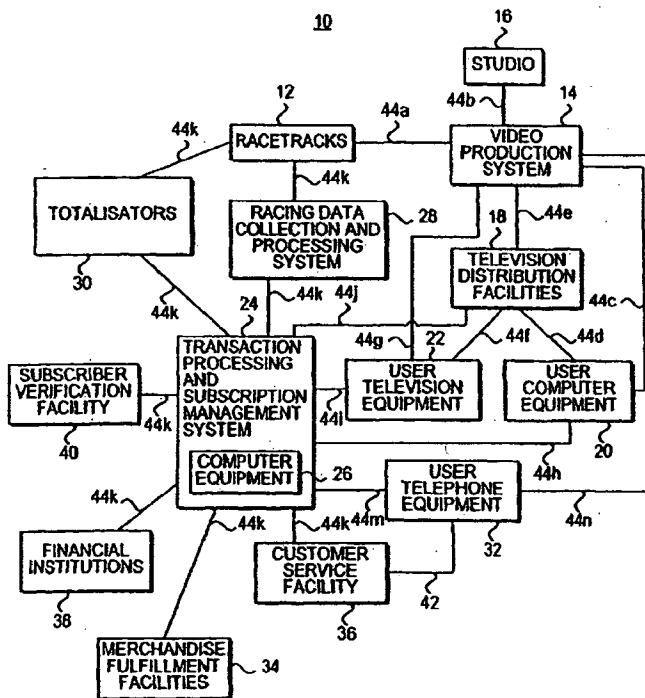 10
16
STUDIO
44b
14
12
44a
VIDEO
PRODUCTION
SYSTEM
RACETRACKS
44k
44k
TOTALISATORS
30
RACING DATA
COLLECTION AND
PROCESSING
SYSTEM
28
18
44e
TELEVISION
DISTRIBUTION
FACILITIES
44c
44k
24
44k
44j
44g
22
44f
44d
TRANSACTION
PROCESSING
AND
SUBSCRIPTION
MANAGEMENT
SYSTEM
SUBSCRIBER
VERIFICATION
FACILITY
40
44k
44l
USER
TELEVISION
EQUIPMENT
USER
COMPUTER
EQUIPMENT
20
44h
COMPUTER
EQUIPMENT
26
USER
TELEPHONE
EQUIPMENT
32
44n
44m
44k
44k
44k
FINANCIAL
INSTITUTIONS
38
CUSTOMER
SERVICE
FACILITY
36
42
MERCHANDISE
FULFILLMENT
FACILITIES
34